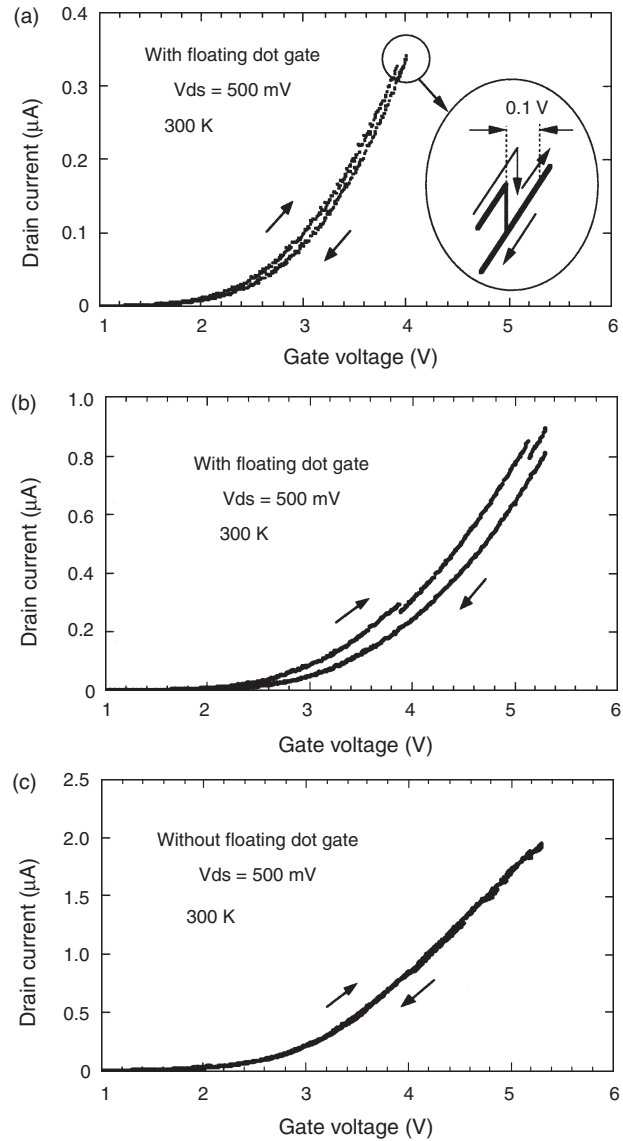 (a)
0.4
0.3
0.2
0.1
0
Drain current (μA)
With floating dot gate
Vds = 500 mV
300 K
0.1 V
1 2 3 4 5 6
Gate voltage (V)
(b)
1.0
0.8
0.6
0.4
0.2
0
Drain current (μA)
With floating dot gate
Vds = 500 mV
300 K
1 2 3 4 5 6
Gate voltage (V)
(c)
2.5
2.0
1.5
1.0
0.5
0
Drain current (μA)
Without floating dot gate
Vds = 500 mV
300 K
1 2 3 4 5 6
Gate voltage (V)